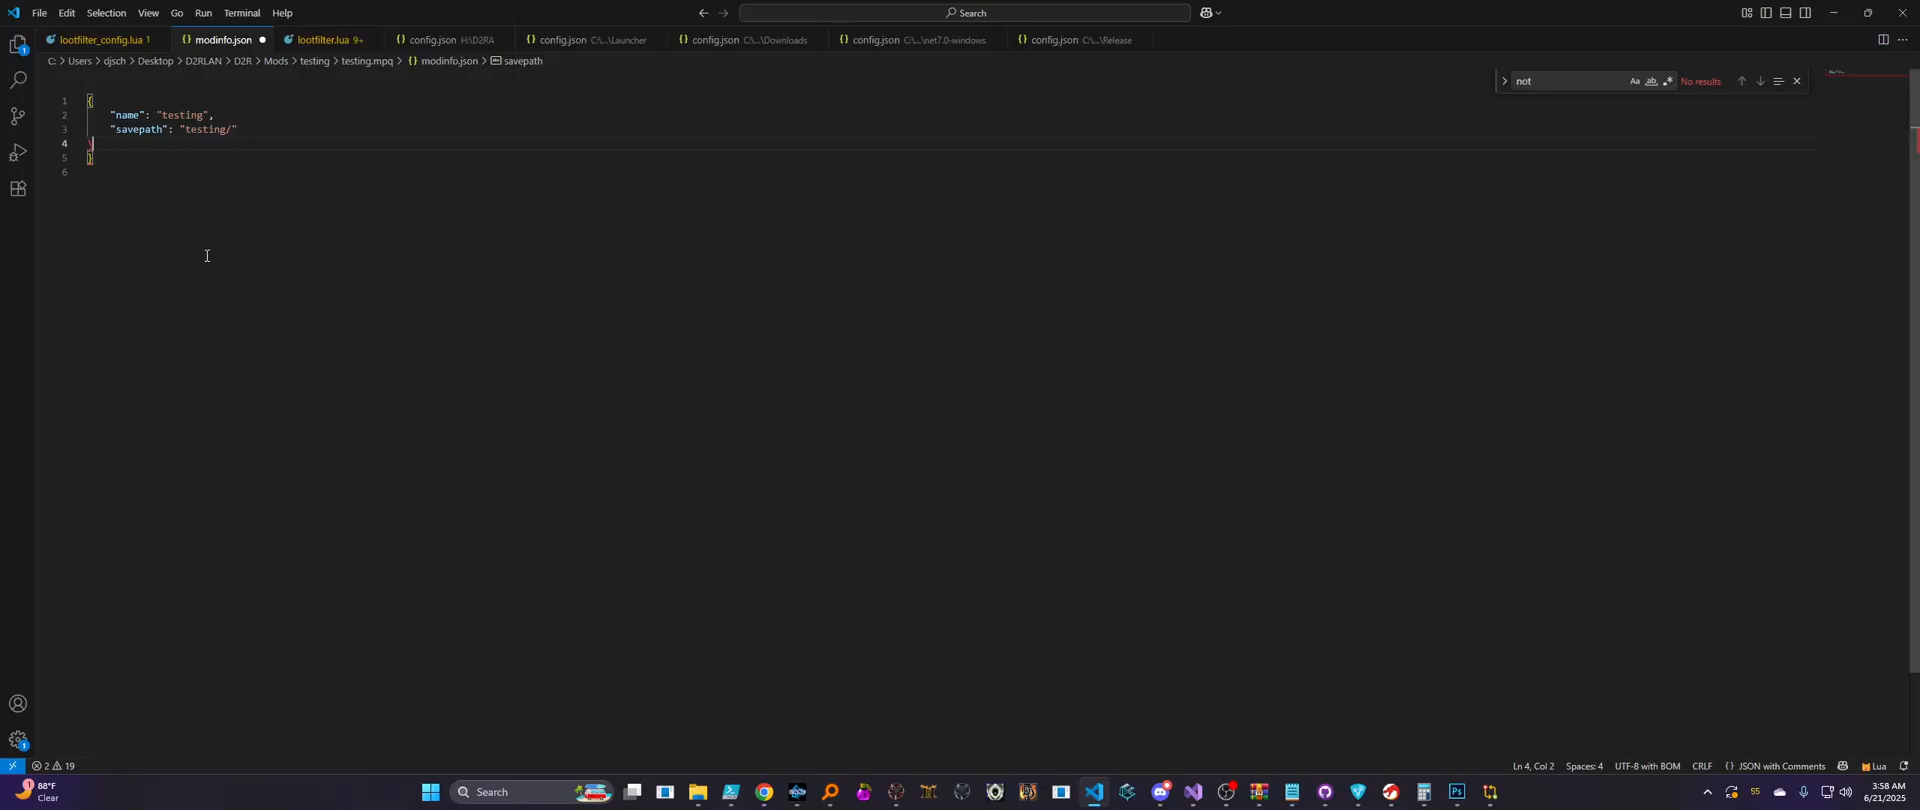 File Edit Selection View Go Run Terminal Help
Search
lootfilter_config.lua 1
modinfo.json
lootfilter.lua 9+
config.json H:\D2RA
config.json C:\...\Launcher
config.json C:\...\Downloads
config.json C:\...\net7.0-windows
config.json C:\...\Release
C: > Users > djsch > Desktop > D2RLAN > D2R > Mods > testing > testing.mpq > {} modinfo.json > savepath
not
Aa ab No results
1 {
2 "name": "testing",
3 "savepath": "testing/"
4 \
5 }
6
2 19
Ln 4, Col 2 Spaces: 4 UTF-8 with BOM CRLF {} JSON with Comments Lua
88°F
Clear
Search
55
3:58 AM
6/21/2025